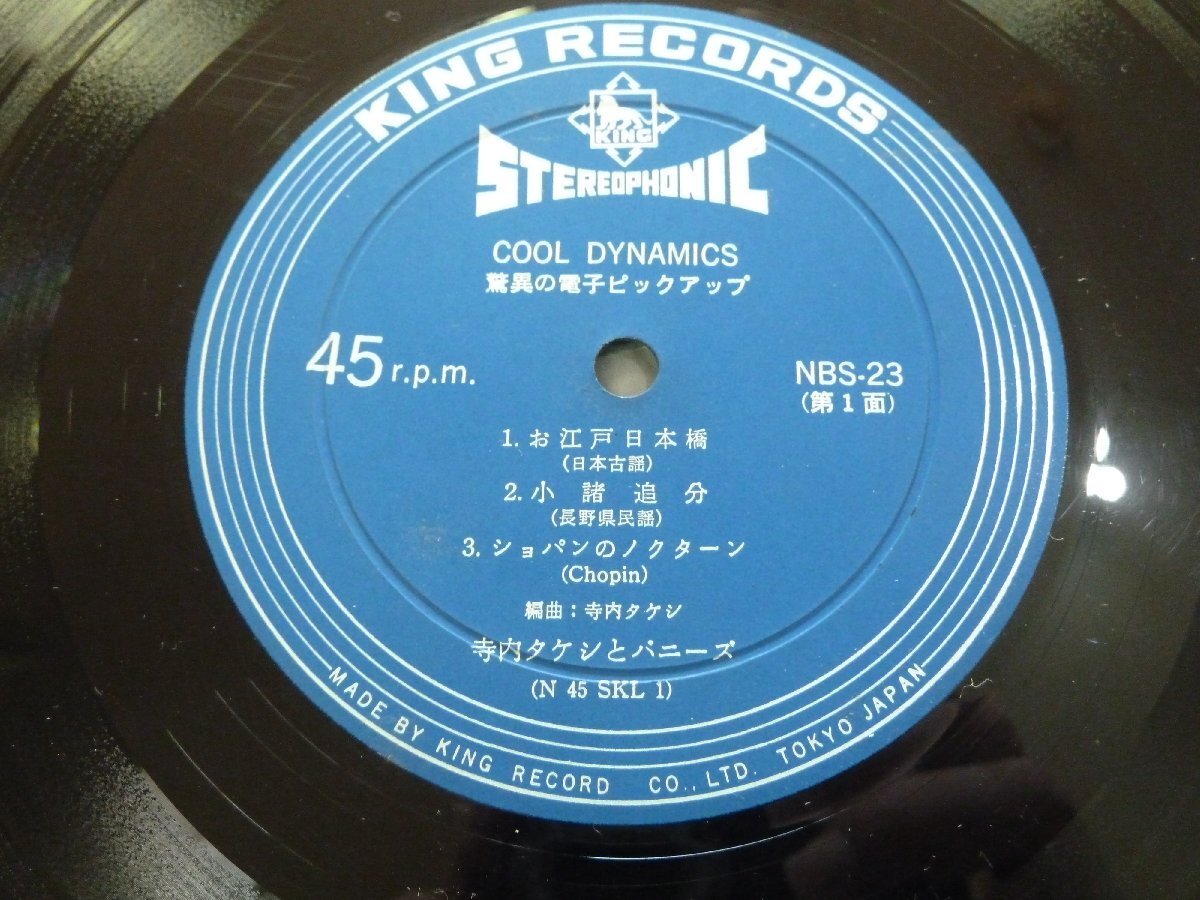 KING RECORDS
KING
STEREOPHONIC
COOL DYNAMICS
驚異の電子ピックアップ
45 r.p.m.
NBS-23
(第1面)
1. お江戸日本橋
(日本古謡)
2. 小諸追分
(長野県民謡)
3. ショパンのノクターン
(Chopin)
編曲：寺内タケシ
寺内タケシとバニーズ
(N 45 SKL 1)
MADE BY KING RECORD CO., LTD. TOKYO JAPAN